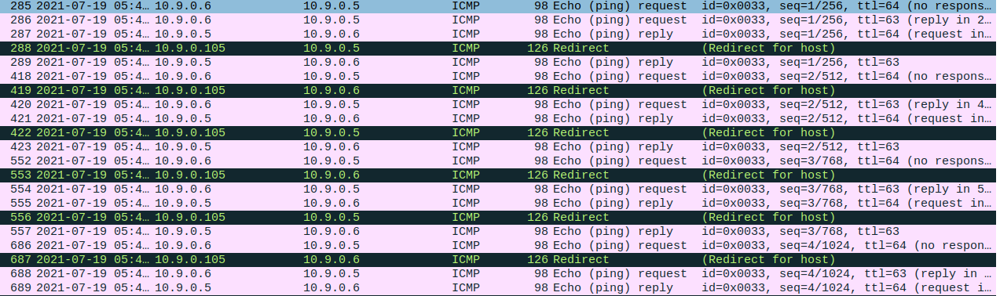 285 2021-07-19 05:4… 10.9.0.6 10.9.0.5 ICMP 98 Echo (ping) request id=0x0033, seq=1/256, ttl=64 (no respons…
286 2021-07-19 05:4… 10.9.0.6 10.9.0.5 ICMP 98 Echo (ping) request id=0x0033, seq=1/256, ttl=63 (reply in 2…
287 2021-07-19 05:4… 10.9.0.5 10.9.0.6 ICMP 98 Echo (ping) reply id=0x0033, seq=1/256, ttl=64 (request in…
288 2021-07-19 05:4… 10.9.0.105 10.9.0.5 ICMP 126 Redirect (Redirect for host)
289 2021-07-19 05:4… 10.9.0.5 10.9.0.6 ICMP 98 Echo (ping) reply id=0x0033, seq=1/256, ttl=63
418 2021-07-19 05:4… 10.9.0.6 10.9.0.5 ICMP 98 Echo (ping) request id=0x0033, seq=2/512, ttl=64 (no respons…
419 2021-07-19 05:4… 10.9.0.105 10.9.0.6 ICMP 126 Redirect (Redirect for host)
420 2021-07-19 05:4… 10.9.0.6 10.9.0.5 ICMP 98 Echo (ping) request id=0x0033, seq=2/512, ttl=63 (reply in 4…
421 2021-07-19 05:4… 10.9.0.5 10.9.0.6 ICMP 98 Echo (ping) reply id=0x0033, seq=2/512, ttl=64 (request in…
422 2021-07-19 05:4… 10.9.0.105 10.9.0.5 ICMP 126 Redirect (Redirect for host)
423 2021-07-19 05:4… 10.9.0.5 10.9.0.6 ICMP 98 Echo (ping) reply id=0x0033, seq=2/512, ttl=63
552 2021-07-19 05:4… 10.9.0.6 10.9.0.5 ICMP 98 Echo (ping) request id=0x0033, seq=3/768, ttl=64 (no respons…
553 2021-07-19 05:4… 10.9.0.105 10.9.0.6 ICMP 126 Redirect (Redirect for host)
554 2021-07-19 05:4… 10.9.0.6 10.9.0.5 ICMP 98 Echo (ping) request id=0x0033, seq=3/768, ttl=63 (reply in 5…
555 2021-07-19 05:4… 10.9.0.5 10.9.0.6 ICMP 98 Echo (ping) reply id=0x0033, seq=3/768, ttl=64 (request in…
556 2021-07-19 05:4… 10.9.0.105 10.9.0.5 ICMP 126 Redirect (Redirect for host)
557 2021-07-19 05:4… 10.9.0.5 10.9.0.6 ICMP 98 Echo (ping) reply id=0x0033, seq=3/768, ttl=63
686 2021-07-19 05:4… 10.9.0.6 10.9.0.5 ICMP 98 Echo (ping) request id=0x0033, seq=4/1024, ttl=64 (no respon…
687 2021-07-19 05:4… 10.9.0.105 10.9.0.6 ICMP 126 Redirect (Redirect for host)
688 2021-07-19 05:4… 10.9.0.6 10.9.0.5 ICMP 98 Echo (ping) request id=0x0033, seq=4/1024, ttl=63 (reply in …
689 2021-07-19 05:4… 10.9.0.5 10.9.0.6 ICMP 98 Echo (ping) reply id=0x0033, seq=4/1024, ttl=64 (request i…